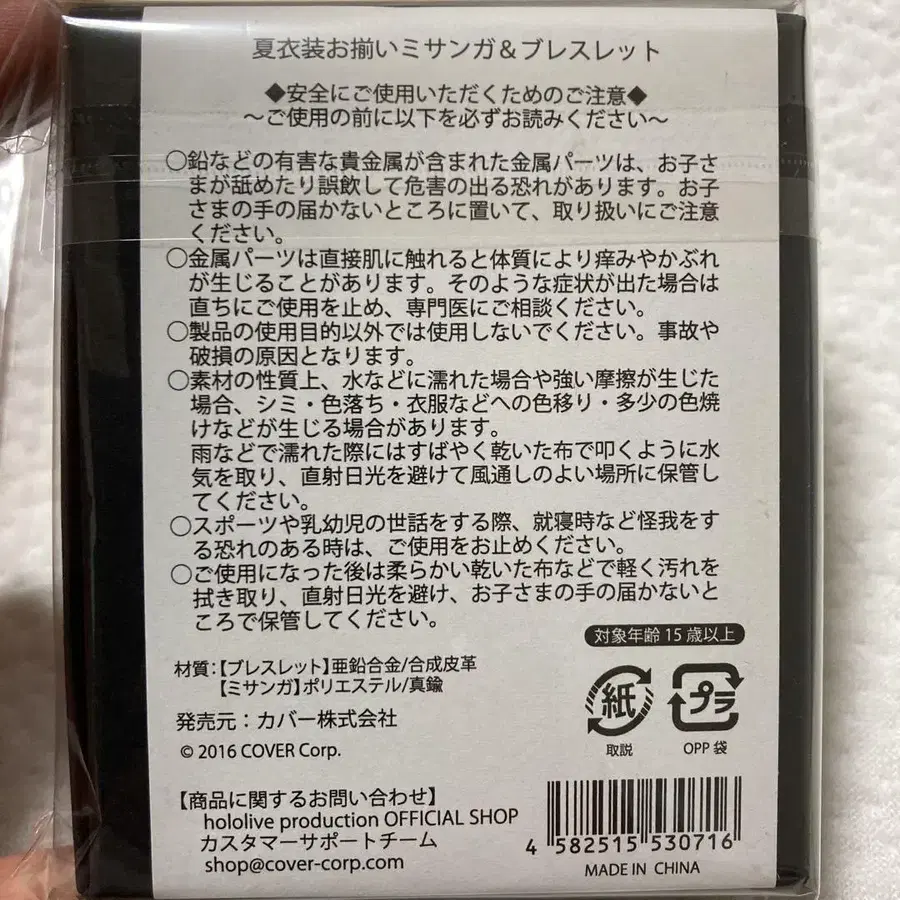 夏衣装お揃いミサンガ＆ブレスレット
◆安全にご使用いただくためのご注意◆
～ご使用の前に以下を必ずお読みください～
○鉛などの有害な貴金属が含まれた金属パーツは、お子さ
まが舐めたり誤飲して危害の出る恐れがあります。お子
さまの手の届かないところに置いて、取り扱いにご注意
ください。
○金属パーツは直接肌に触れると体質により痒みやかぶれ
が生じることがあります。そのような症状が出た場合は
直ちにご使用を止め、専門医にご相談ください。
○製品の使用目的以外では使用しないでください。事故や
破損の原因となります。
○素材の性質上、水などに濡れた場合や強い摩擦が生じた
場合、シミ・色落ち・衣服などへの色移り・多少の色焼
けなどが生じる場合があります。
雨などで濡れた際にはすばやく乾いた布で叩くように水
気を取り、直射日光を避けて風通しのよい場所に保管し
てください。
○スポーツや乳幼児の世話をする際、就寝時など怪我をす
る恐れのある時は、ご使用をお止めください。
○ご使用になった後は柔らかい乾いた布などで軽く汚れを
拭き取り、直射日光を避け、お子さまの手の届かないと
ころで保管してください。
対象年齢15歳以上
材質：【ブレスレット】亜鉛合金/合成皮革
【ミサンガ】ポリエステル/真鍮
発売元：カバー株式会社
© 2016 COVER Corp.
紙
取説
プラ
OPP 袋
【商品に関するお問い合わせ】
hololive production OFFICIAL SHOP
カスタマーサポートチーム
shop@cover-corp.com
4 582515 530716
MADE IN CHINA